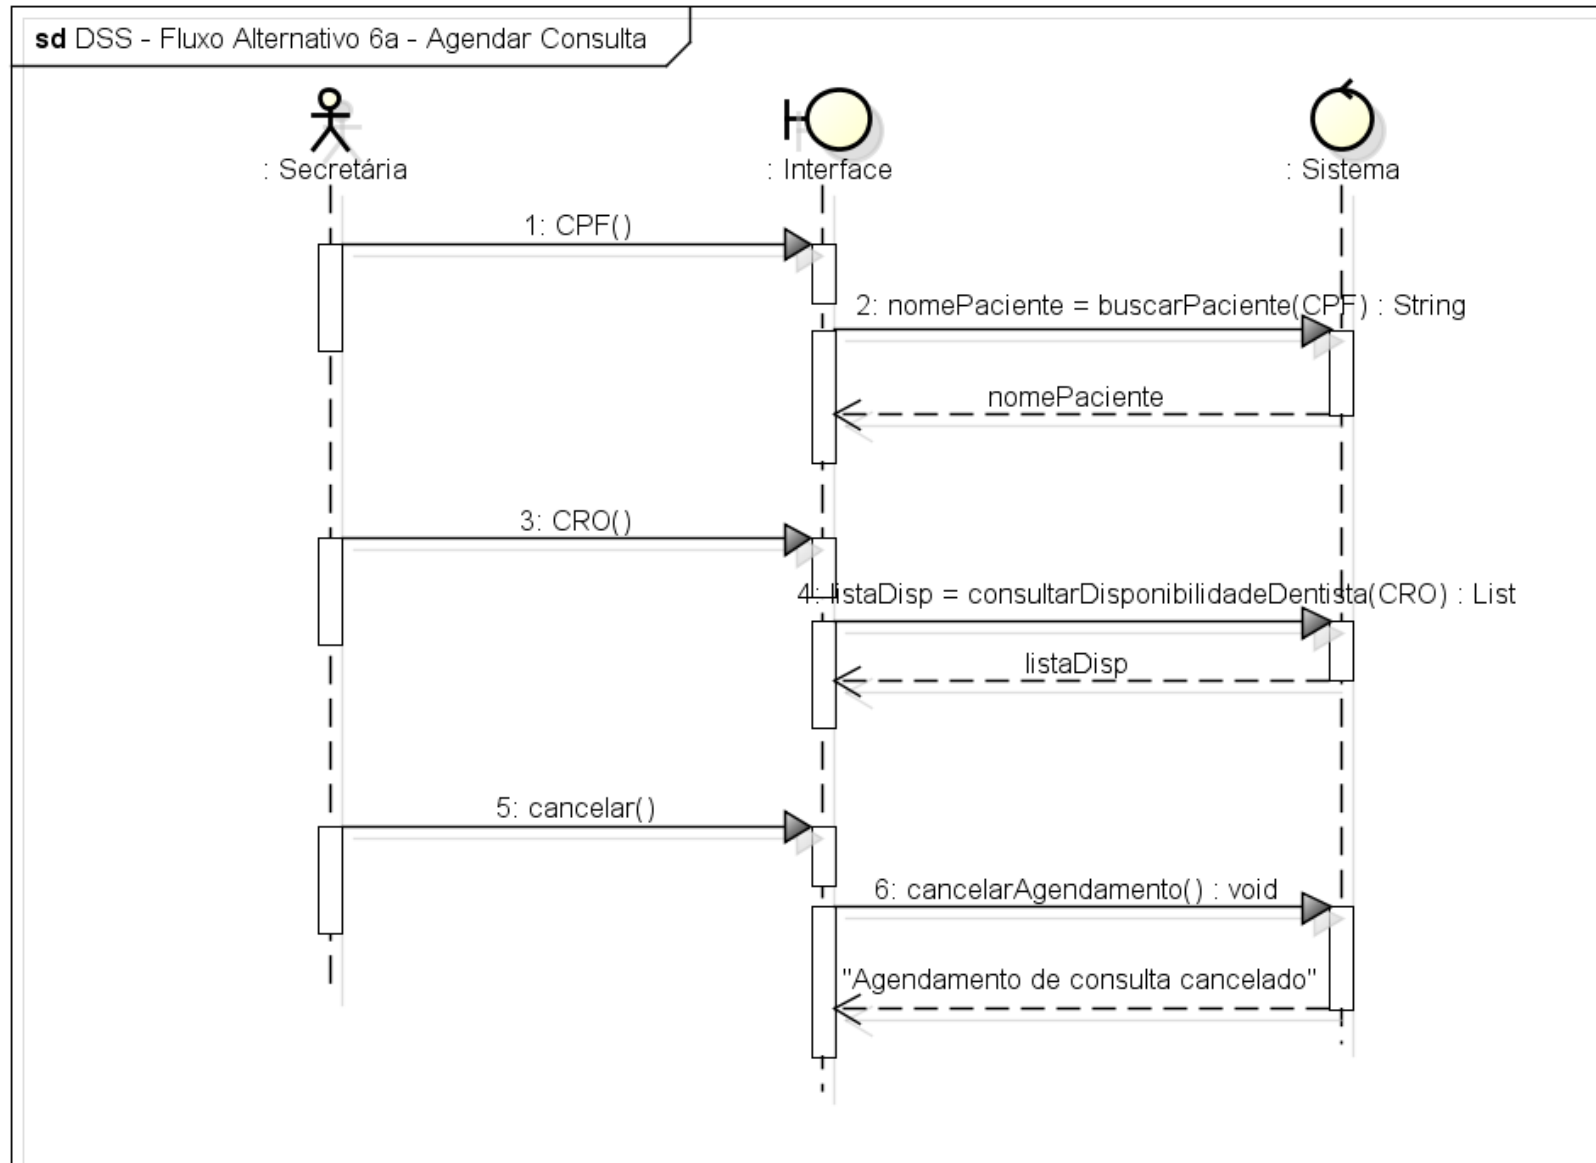 sd DSS - Fluxo Alternativo 6a - Agendar Consulta
: Secretária
: Interface
: Sistema
1: CPF()
2: nomePaciente = buscarPaciente(CPF) : String
nomePaciente
3: CRO()
4: listaDisp = consultarDisponibilidadeDentista(CRO) : List
listaDisp
5: cancelar()
6: cancelarAgendamento() : void
"Agendamento de consulta cancelado"